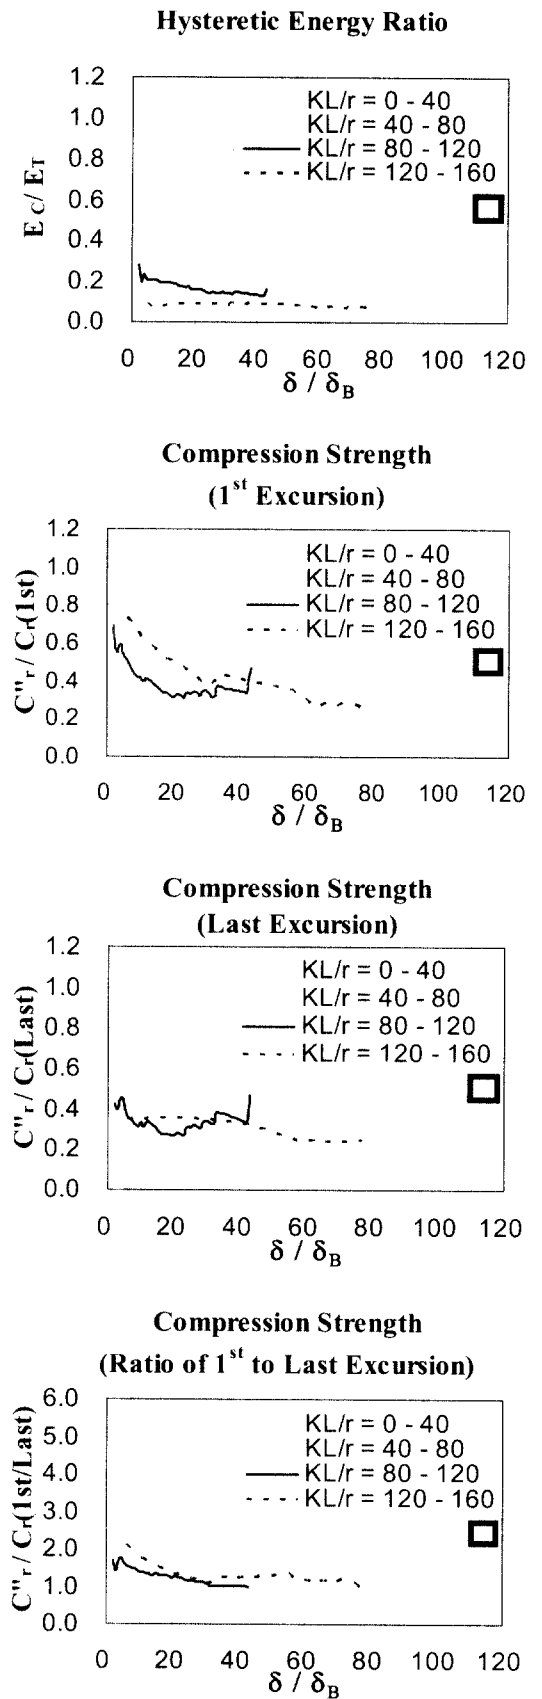 Hysteretic Energy Ratio
1.2
1.0
0.8
0.6
0.4
0.2
0.0
E C/ ET
KL/r = 0 - 40
KL/r = 40 - 80
KL/r = 80 - 120
KL/r = 120 - 160
0 20 40 60 80 100 120
δ / δB
Compression Strength
(1st Excursion)
1.2
1.0
0.8
0.6
0.4
0.2
0.0
C"r / Cr(1st)
KL/r = 0 - 40
KL/r = 40 - 80
KL/r = 80 - 120
KL/r = 120 - 160
0 20 40 60 80 100 120
δ / δB
Compression Strength
(Last Excursion)
1.2
1.0
0.8
0.6
0.4
0.2
0.0
C"r / Cr(Last)
KL/r = 0 - 40
KL/r = 40 - 80
KL/r = 80 - 120
KL/r = 120 - 160
0 20 40 60 80 100 120
δ / δB
Compression Strength
(Ratio of 1st to Last Excursion)
6.0
5.0
4.0
3.0
2.0
1.0
0.0
C"r / Cr(1st/Last)
KL/r = 0 - 40
KL/r = 40 - 80
KL/r = 80 - 120
KL/r = 120 - 160
0 20 40 60 80 100 120
δ / δB